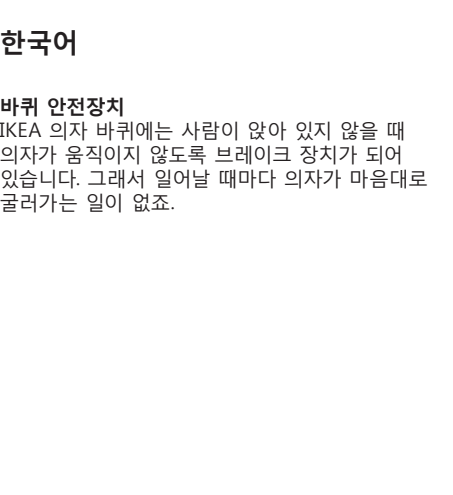 한국어
바퀴 안전장치
IKEA 의자 바퀴에는 사람이 앉아 있지 않을 때
의자가 움직이지 않도록 브레이크 장치가 되어
있습니다. 그래서 일어날 때마다 의자가 마음대로
굴러가는 일이 없죠.